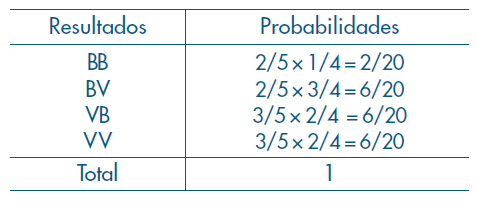 Resultados Probabilidades
BB 2/5 × 1/4 = 2/20
BV 2/5 × 3/4 = 6/20
VB 3/5 × 2/4 = 6/20
VV 3/5 × 2/4 = 6/20
Total 1